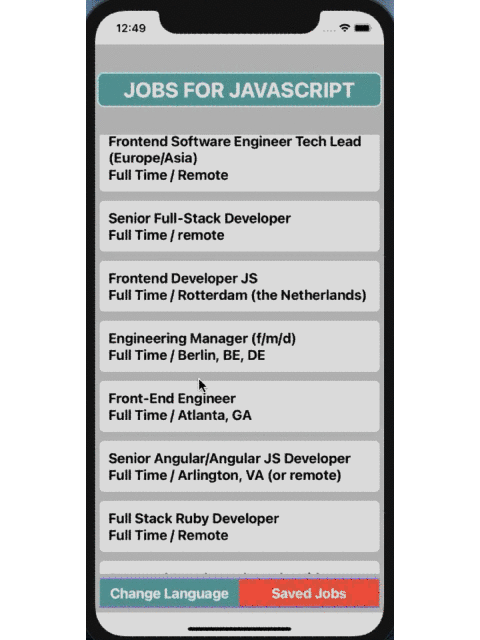 12:49
JOBS FOR JAVASCRIPT
Frontend Software Engineer Tech Lead
(Europe/Asia)
Full Time / Remote
Senior Full-Stack Developer
Full Time / remote
Frontend Developer JS
Full Time / Rotterdam (the Netherlands)
Engineering Manager (f/m/d)
Full Time / Berlin, BE, DE
Front-End Engineer
Full Time / Atlanta, GA
Senior Angular/Angular JS Developer
Full Time / Arlington, VA (or remote)
Full Stack Ruby Developer
Full Time / Remote
Change Language
Saved Jobs